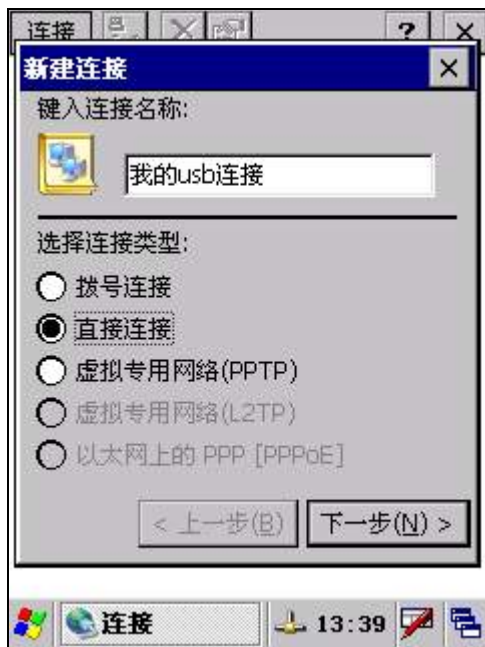 连接 ? ×
新建连接 ×
键入连接名称:
我的usb连接
选择连接类型:
拨号连接
直接连接
虚拟专用网络(PPTP)
虚拟专用网络(L2TP)
以太网上的 PPP [PPPoE]
< 上一步(B) 下一步(N) >
连接 13:39